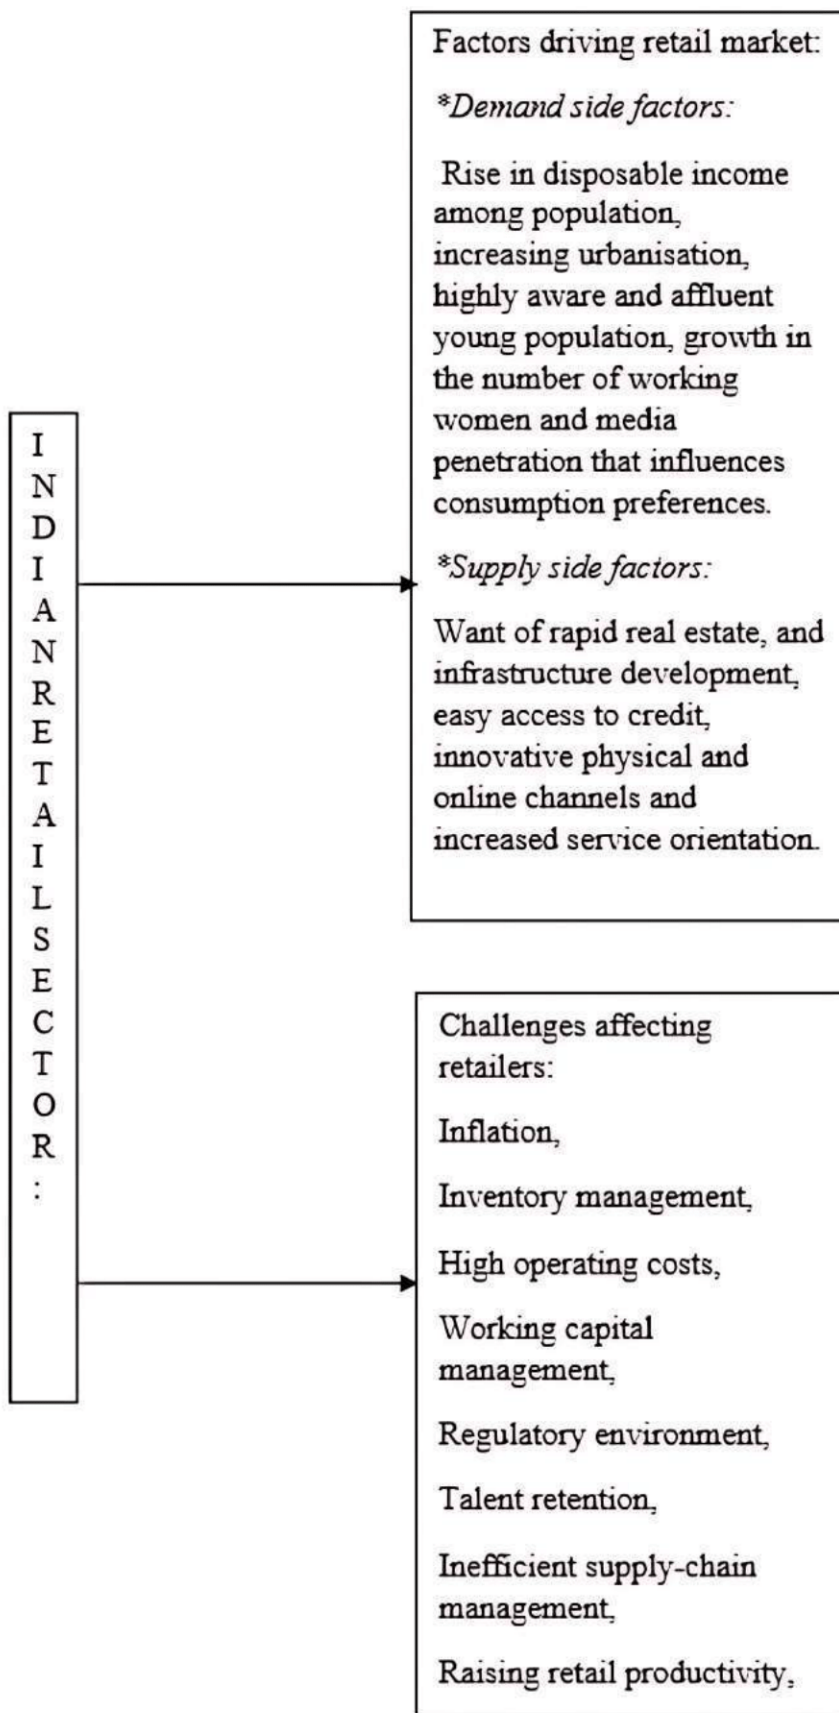 INDIANRETAILSECTOR:
Factors driving retail market:
*Demand side factors:
Rise in disposable income
among population,
increasing urbanisation,
highly aware and affluent
young population, growth in
the number of working
women and media
penetration that influences
consumption preferences.
*Supply side factors:
Want of rapid real estate, and
infrastructure development,
easy access to credit,
innovative physical and
online channels and
increased service orientation.
Challenges affecting
retailers:
Inflation,
Inventory management,
High operating costs,
Working capital
management,
Regulatory environment,
Talent retention,
Inefficient supply-chain
management,
Raising retail productivity,